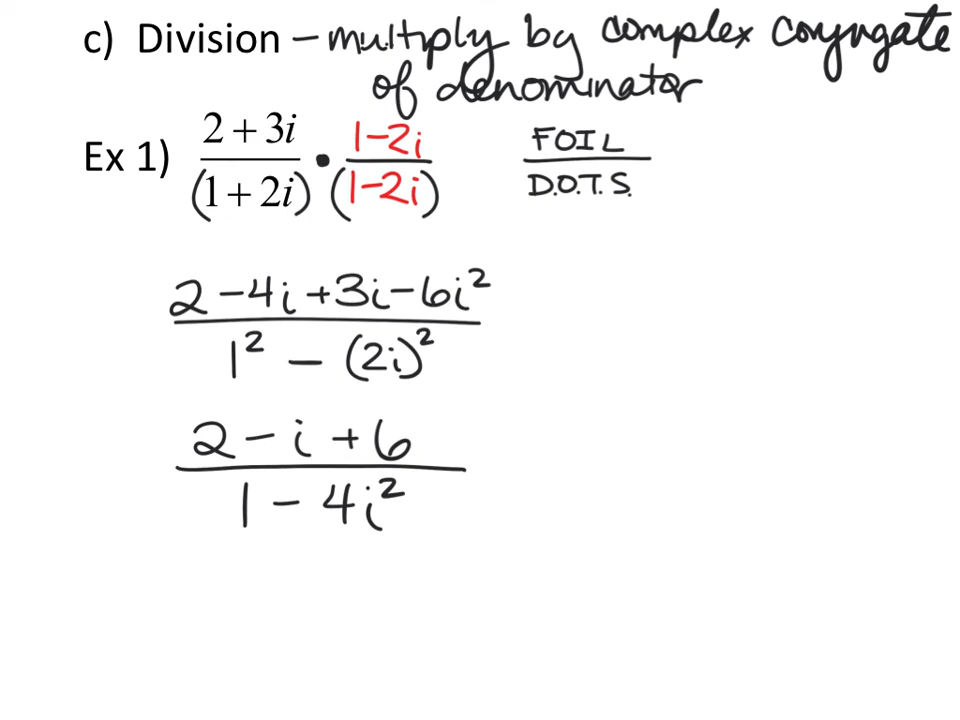 c) Division – multiply by complex conjugate
of denominator
Ex 1) (2 + 3i)/(1 + 2i) • (1-2i)/(1-2i) FOIL/D.O.T.S.
2 - 4i + 3i - 6i²
1² - (2i)²
2 - i + 6
1 - 4i²